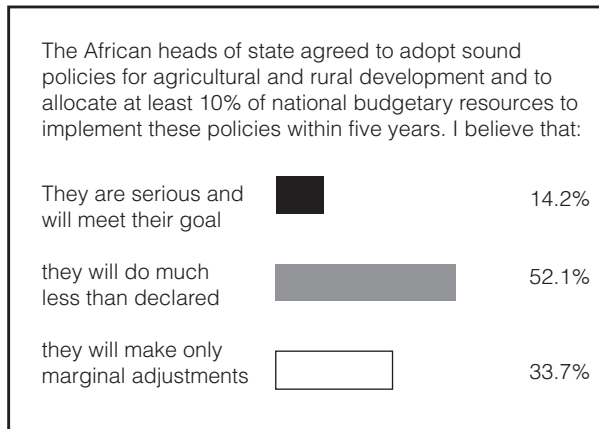 The African heads of state agreed to adopt sound
policies for agricultural and rural development and to
allocate at least 10% of national budgetary resources to
implement these policies within five years. I believe that:
They are serious and
will meet their goal
14.2%
they will do much
less than declared
52.1%
they will make only
marginal adjustments
33.7%